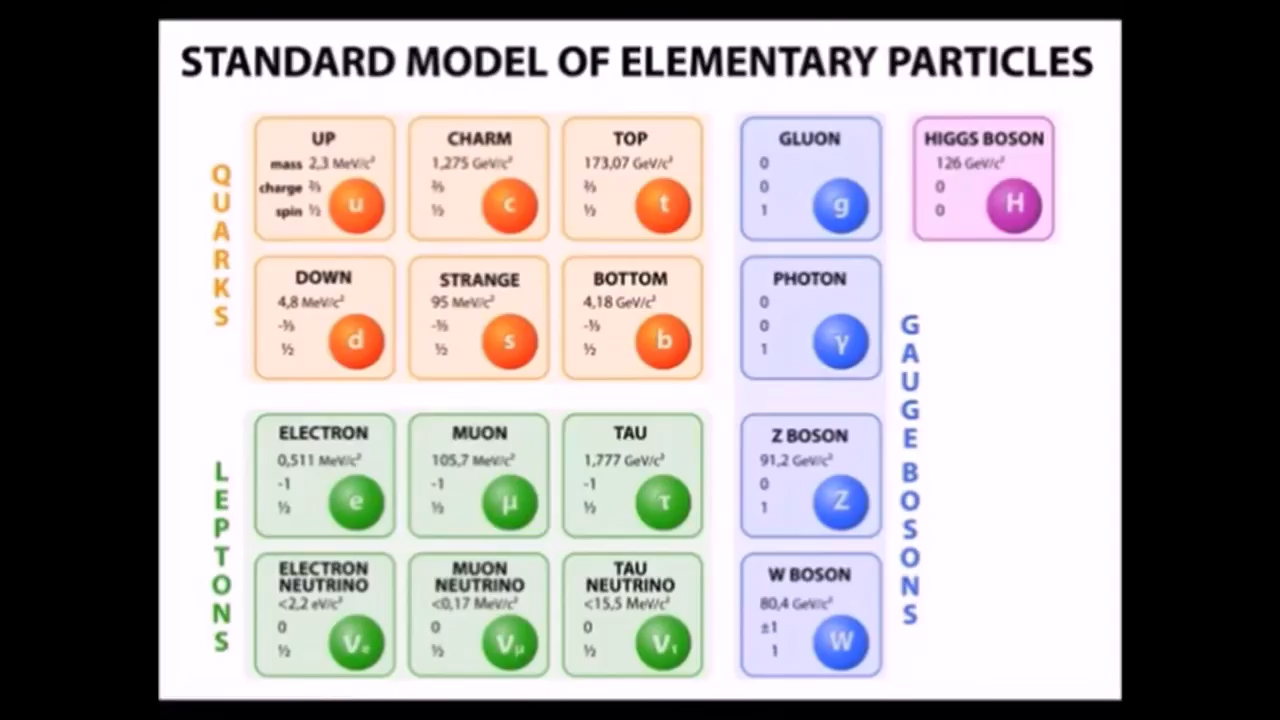 STANDARD MODEL OF ELEMENTARY PARTICLES
QUARKS
UP
mass 2,3 MeV/c²
charge ⅔
spin ½
u
CHARM
1,275 GeV/c²
⅔
½
c
TOP
173,07 GeV/c²
⅔
½
t
DOWN
4,8 MeV/c²
-⅓
½
d
STRANGE
95 MeV/c²
-⅓
½
s
BOTTOM
4,18 GeV/c²
-⅓
½
b
LEPTONS
ELECTRON
0,511 MeV/c²
-1
½
e
MUON
105,7 MeV/c²
-1
½
μ
TAU
1,777 GeV/c²
-1
½
τ
ELECTRON
NEUTRINO
<2,2 eV/c²
0
½
νe
MUON
NEUTRINO
<0,17 MeV/c²
0
½
νμ
TAU
NEUTRINO
<15,5 MeV/c²
0
½
ντ
GLUON
0
0
1
g
PHOTON
0
0
1
γ
Z BOSON
91,2 GeV/c²
0
1
Z
W BOSON
80,4 GeV/c²
±1
1
W
GAUGE BOSONS
HIGGS BOSON
126 GeV/c²
0
0
H